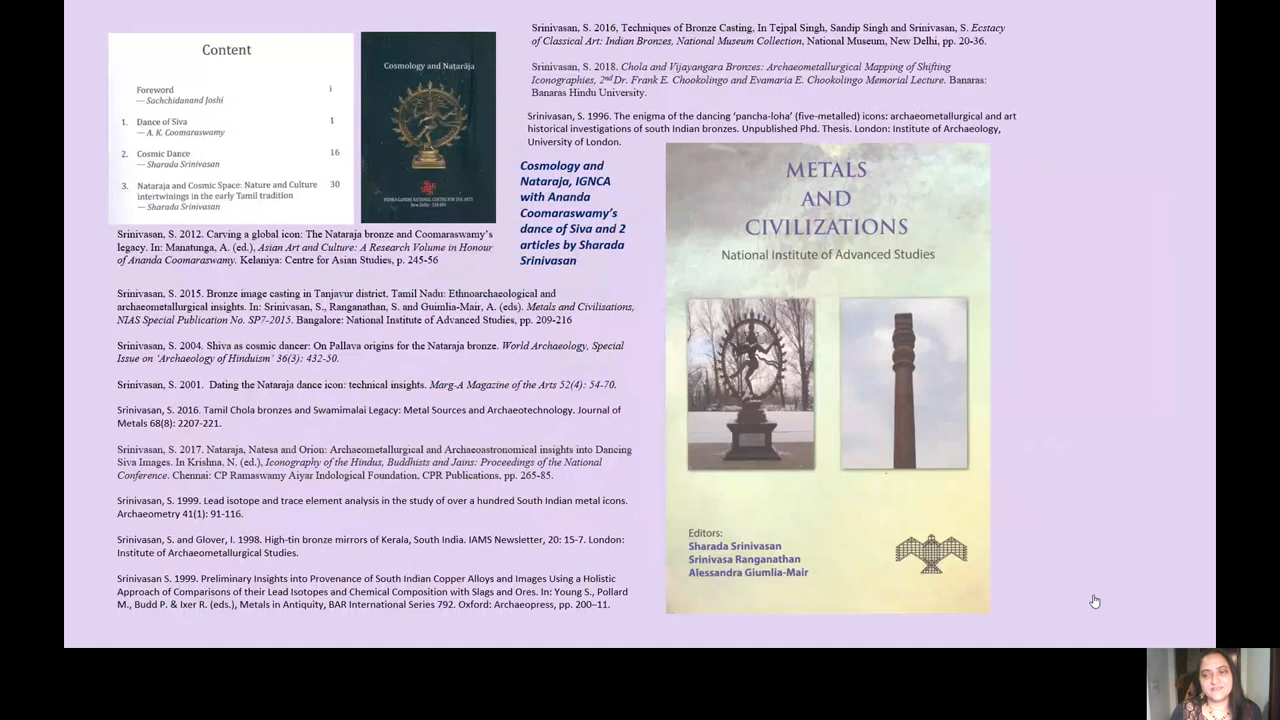 Content
Foreword i
— Sachchidanand Joshi
1. Dance of Siva 1
— A. K. Coomaraswamy
2. Cosmic Dance 16
— Sharada Srinivasan
3. Nataraja and Cosmic Space: Nature and Culture 30
intertwinings in the early Tamil tradition
— Sharada Srinivasan
Cosmology and Naṭarāja
INDIRA GANDHI NATIONAL CENTRE FOR THE ARTS
Srinivasan, S. 2012. Carving a global icon: The Nataraja bronze and Coomaraswamy's
legacy. In: Manatunga, A. (ed.), Asian Art and Culture: A Research Volume in Honour
of Ananda Coomaraswamy. Kelaniya: Centre for Asian Studies, p. 245-56
Srinivasan, S. 2015. Bronze image casting in Tanjavur district, Tamil Nadu: Ethnoarchaeological and
archaeometallurgical insights. In: Srinivasan, S., Ranganathan, S. and Guimlia-Mair, A. (eds). Metals and Civilisations,
NIAS Special Publication No. SP7-2015. Bangalore: National Institute of Advanced Studies, pp. 209-216
Srinivasan, S. 2004. Shiva as cosmic dancer: On Pallava origins for the Nataraja bronze. World Archaeology, Special
Issue on 'Archaeology of Hinduism' 36(3): 432-50.
Srinivasan, S. 2001. Dating the Nataraja dance icon: technical insights. Marg-A Magazine of the Arts 52(4): 54-70.
Srinivasan, S. 2016. Tamil Chola bronzes and Swamimalai Legacy: Metal Sources and Archaeotechnology. Journal of
Metals 68(8): 2207-221.
Srinivasan, S. 2017. Nataraja, Natesa and Orion: Archaeometallurgical and Archaeoastronomical insights into Dancing
Siva Images. In Krishna, N. (ed.), Iconography of the Hindus, Buddhists and Jains: Proceedings of the National
Conference. Chennai: CP Ramaswamy Aiyar Indological Foundation, CPR Publications, pp. 265-85.
Srinivasan, S. 1999. Lead isotope and trace element analysis in the study of over a hundred South Indian metal icons.
Archaeometry 41(1): 91-116.
Srinivasan, S. and Glover, I. 1998. High-tin bronze mirrors of Kerala, South India. IAMS Newsletter, 20: 15-7. London:
Institute of Archaeometallurgical Studies.
Srinivasan S. 1999. Preliminary Insights into Provenance of South Indian Copper Alloys and Images Using a Holistic
Approach of Comparisons of their Lead Isotopes and Chemical Composition with Slags and Ores. In: Young S., Pollard
M., Budd P. & Ixer R. (eds.), Metals in Antiquity, BAR International Series 792. Oxford: Archaeopress, pp. 200–11.
Srinivasan, S. 2016, Techniques of Bronze Casting, In Tejpal Singh, Sandip Singh and Srinivasan, S. Ecstacy
of Classical Art: Indian Bronzes, National Museum Collection, National Museum, New Delhi, pp. 20-36.
Srinivasan, S. 2018. Chola and Vijayangara Bronzes: Archaeometallurgical Mapping of Shifting
Iconographies, 2nd Dr. Frank E. Chookolingo and Evamaria E. Chookolingo Memorial Lecture. Banaras:
Banaras Hindu University.
Srinivasan, S. 1996. The enigma of the dancing 'pancha-loha' (five-metalled) icons: archaeometallurgical and art
historical investigations of south Indian bronzes. Unpublished Phd. Thesis. London: Institute of Archaeology,
University of London.
Cosmology and
Nataraja, IGNCA
with Ananda
Coomaraswamy's
dance of Siva and 2
articles by Sharada
Srinivasan
METALS
AND
CIVILIZATIONS
National Institute of Advanced Studies
Editors:
Sharada Srinivasan
Srinivasa Ranganathan
Alessandra Giumlia-Mair